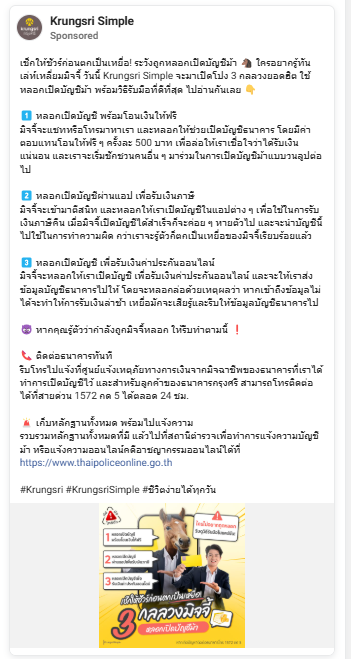 Krungsri Simple
Sponsored
เช็กให้ชัวร์ก่อนตกเป็นเหยื่อ! ระวังถูกหลอกเปิดบัญชีม้า 🐴 ใครอยากรู้ทัน
เล่ห์เหลี่ยมมิจจี้ วันนี้ Krungsri Simple จะมาเปิดโปง 3 กลลวงยอดฮิต ใช้
หลอกเปิดบัญชีม้า พร้อมวิธีรับมือที่ดีที่สุด ไปอ่านกันเลย 👇
1️⃣ หลอกเปิดบัญชี พร้อมโอนเงินให้ฟรี
มิจจี้จะแชทหรือโทรมาหาเรา และหลอกให้ช่วยเปิดบัญชีธนาคาร โดยมีค่า
ตอบแทนโอนให้ฟรี ๆ ครั้งละ 500 บาท เพื่อล่อให้เราเชื่อใจว่าได้รับเงิน
แน่นอน และเราจะเริ่มชักชวนคนอื่น ๆ มาร่วมในการเปิดบัญชีม้าแบบวนลูปต่อ
ไป
2️⃣ หลอกเปิดบัญชีผ่านแอป เพื่อรับเงินภาษี
มิจจี้จะเข้ามาตีสนิท และหลอกให้เราเปิดบัญชีในแอปต่าง ๆ เพื่อใช้ในการรับ
เงินภาษีคืน เมื่อมิจจี้เปิดบัญชีได้สำเร็จก็จะค่อย ๆ หายตัวไป และจะนำบัญชีนี้
ไปใช้ในการทำความผิด กว่าเราจะรู้ตัวก็ตกเป็นเหยื่อของมิจจี้เรียบร้อยแล้ว
3️⃣ หลอกเปิดบัญชี เพื่อรับเงินค่าประกันออนไลน์
มิจจี้จะหลอกให้เราเปิดบัญชี เพื่อรับเงินค่าประกันออนไลน์ และจะให้เราส่ง
ข้อมูลบัญชีธนาคารไปให้ โดยจะหลอกล่อด้วยเหตุผลว่า หากเข้าถึงข้อมูลไม่
ได้จะทำให้การรับเงินล่าช้า เหยื่อมักจะเสียรู้และรีบให้ข้อมูลบัญชีธนาคารไป
😈 หากคุณรู้ตัวว่ากำลังถูกมิจจี้หลอก ให้รีบทำตามนี้ ❗
📞 ติดต่อธนาคารทันที
รีบโทรไปแจ้งที่ศูนย์แจ้งเหตุภัยทางการเงินจากมิจฉาชีพของธนาคารที่เราได้
ทำการเปิดบัญชีไว้ และสำหรับลูกค้าของธนาคารกรุงศรี สามารถโทรติดต่อ
ได้ที่สายด่วน 1572 กด 5 ได้ตลอด 24 ชม.
🚨 เก็บหลักฐานทั้งหมด พร้อมไปแจ้งความ
รวบรวมหลักฐานทั้งหมดที่มี แล้วไปที่สถานีตำรวจเพื่อทำการแจ้งความบัญชี
ม้า หรือแจ้งความออนไลน์คดีอาชญากรรมออนไลน์ได้ที่
https://www.thaipoliceonline.go.th
#Krungsri #KrungsriSimple #ชีวิตง่ายได้ทุกวัน
1
2
3
เช็กให้ชัวร์ก่อนตกเป็นเหยื่อ!
3 กลลวงมิจจี้
หลอกเปิดบัญชีม้า